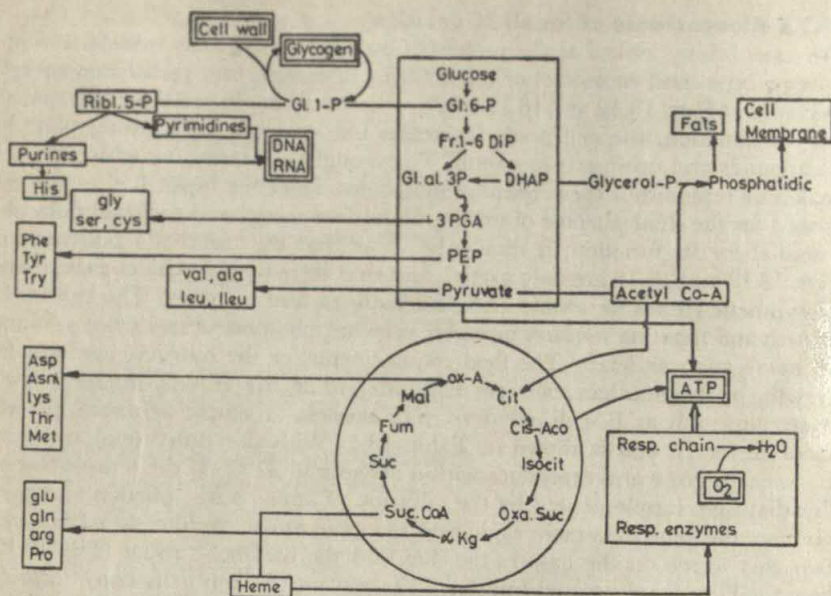 Cell wall
Glycogen
Gl. 1-P
Ribl. 5-P
Pyrimidines
DNA
RNA
Purines
His
gly
ser, cys
Phe
Tyr
Try
val, ala
leu, Ileu
Glucose
Gl. 6-P
Fr. 1-6 DiP
Gl. al. 3P
DHAP
3 PGA
PEP
Pyruvate
Fats
Cell
Membrane
Glycerol-P
Phosphatidic
Acetyl Co-A
ATP
Asp
Asn
lys
Thr
Met
glu
gln
arg
Pro
ox-A
Cit
Cis-Aco
Isocit
Oxa. Suc
∝ Kg
Suc. CoA
Suc
Fum
Mal
Heme
Resp. chain
H2O
O2
Resp. enzymes